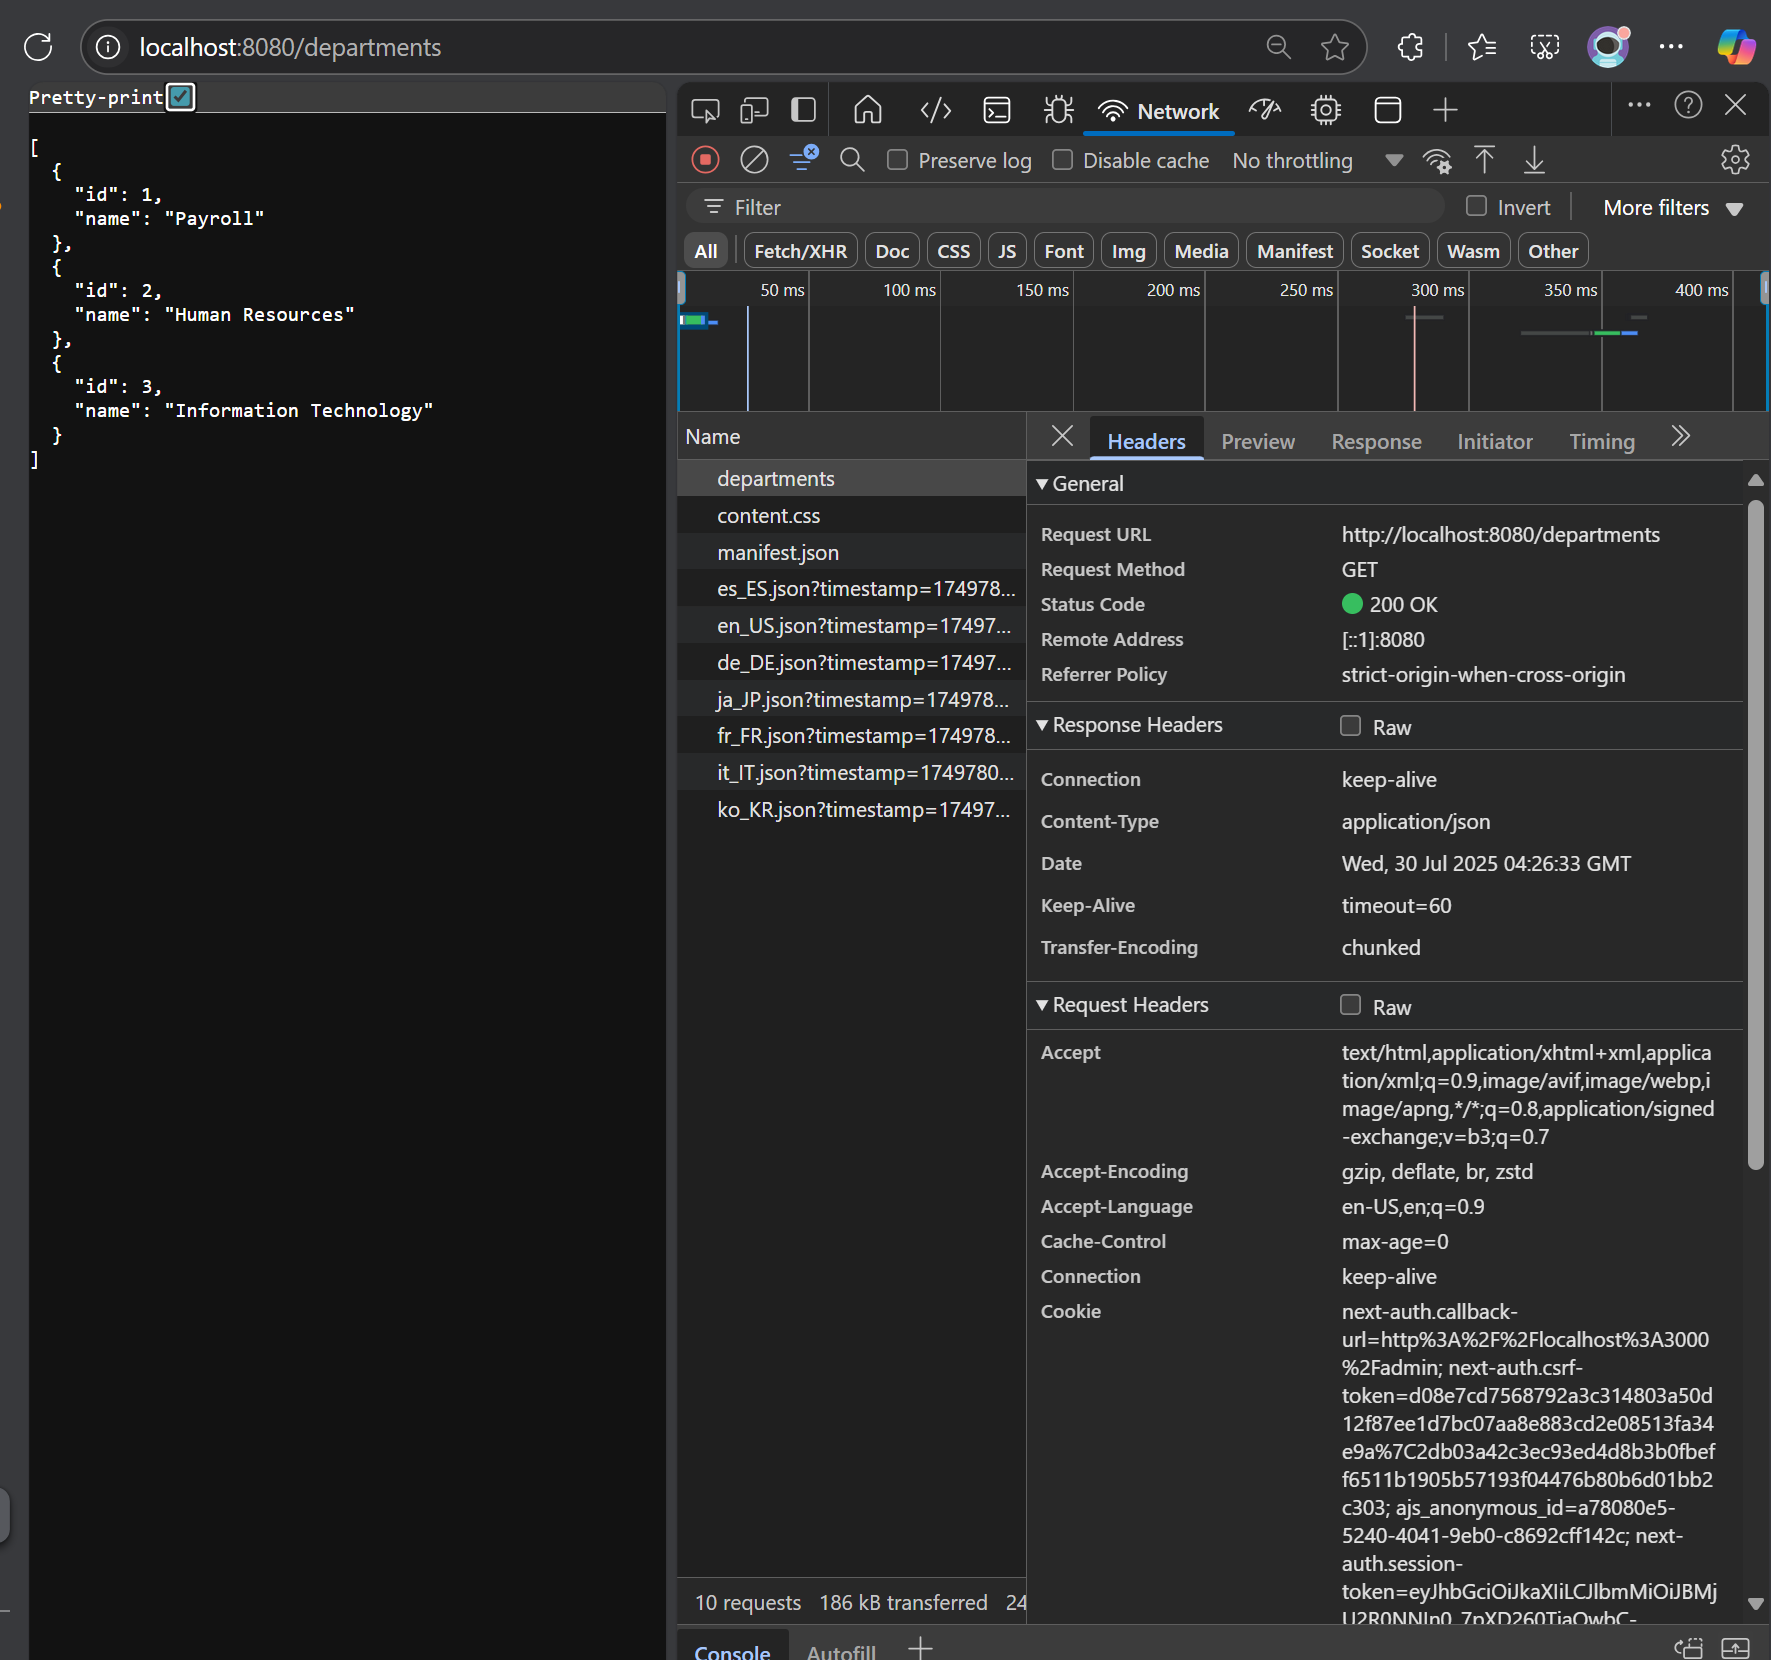 localhost:8080/departments
Pretty-print
[
  {
    "id": 1,
    "name": "Payroll"
  },
  {
    "id": 2,
    "name": "Human Resources"
  },
  {
    "id": 3,
    "name": "Information Technology"
  }
]
Network
Preserve log Disable cache No throttling
Filter Invert More filters
All Fetch/XHR Doc CSS JS Font Img Media Manifest Socket Wasm Other
50 ms 100 ms 150 ms 200 ms 250 ms 300 ms 350 ms 400 ms
Name
departments
content.css
manifest.json
es_ES.json?timestamp=174978...
en_US.json?timestamp=17497...
de_DE.json?timestamp=17497...
ja_JP.json?timestamp=174978...
fr_FR.json?timestamp=174978...
it_IT.json?timestamp=1749780...
ko_KR.json?timestamp=17497...
Headers Preview Response Initiator Timing
General
Request URL http://localhost:8080/departments
Request Method GET
Status Code 200 OK
Remote Address [::1]:8080
Referrer Policy strict-origin-when-cross-origin
Response Headers Raw
Connection keep-alive
Content-Type application/json
Date Wed, 30 Jul 2025 04:26:33 GMT
Keep-Alive timeout=60
Transfer-Encoding chunked
Request Headers Raw
Accept text/html,application/xhtml+xml,applica
tion/xml;q=0.9,image/avif,image/webp,i
mage/apng,*/*;q=0.8,application/signed
-exchange;v=b3;q=0.7
Accept-Encoding gzip, deflate, br, zstd
Accept-Language en-US,en;q=0.9
Cache-Control max-age=0
Connection keep-alive
Cookie next-auth.callback-
url=http%3A%2F%2Flocalhost%3A3000
%2Fadmin; next-auth.csrf-
token=d08e7cd7568792a3c314803a50d
12f87ee1d7bc07aa8e883cd2e08513fa34
e9a%7C2db03a42c3ec93ed4d8b3b0fbef
f6511b1905b57193f04476b80b6d01bb2
c303; ajs_anonymous_id=a78080e5-
5240-4041-9eb0-c8692cff142c; next-
auth.session-
token=eyJhbGciOiJkaXIiLCJlbmMiOiJBMj
10 requests 186 kB transferred 24
Console Autofill